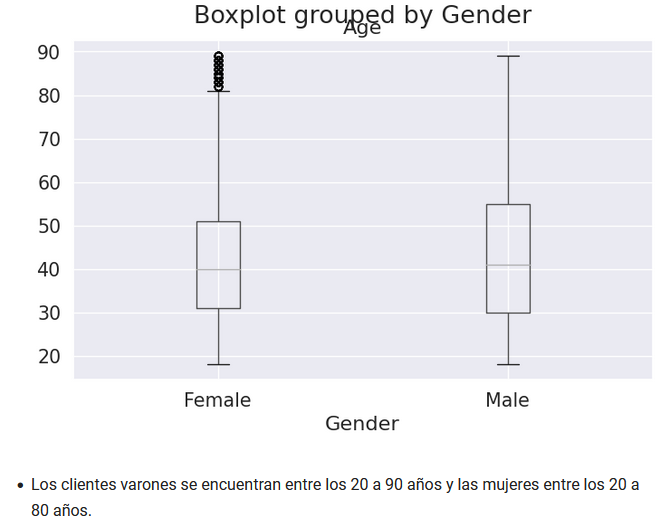 Boxplot grouped by Gender
Age
90
80
70
60
50
40
30
20
Female Male
Gender
• Los clientes varones se encuentran entre los 20 a 90 años y las mujeres entre los 20 a
80 años.